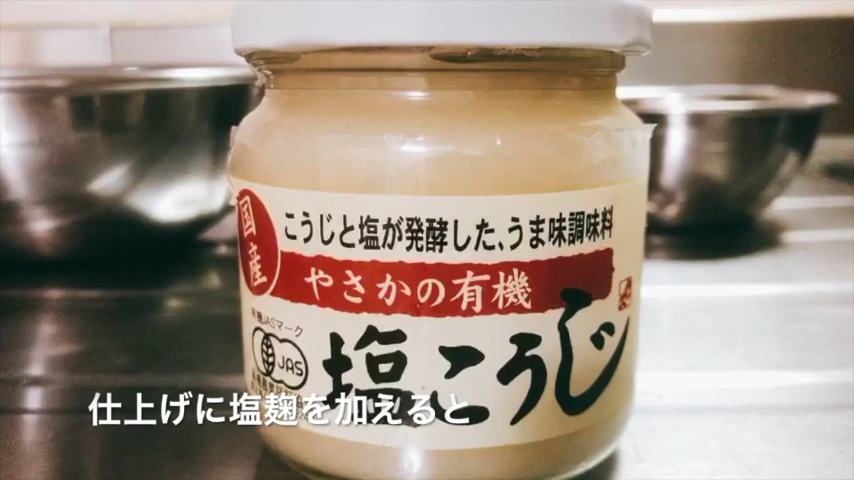 国産
こうじと塩が発酵した、うま味調味料
やさかの有機
有機JASマーク
JAS
塩こうじ
仕上げに塩麹を加えると